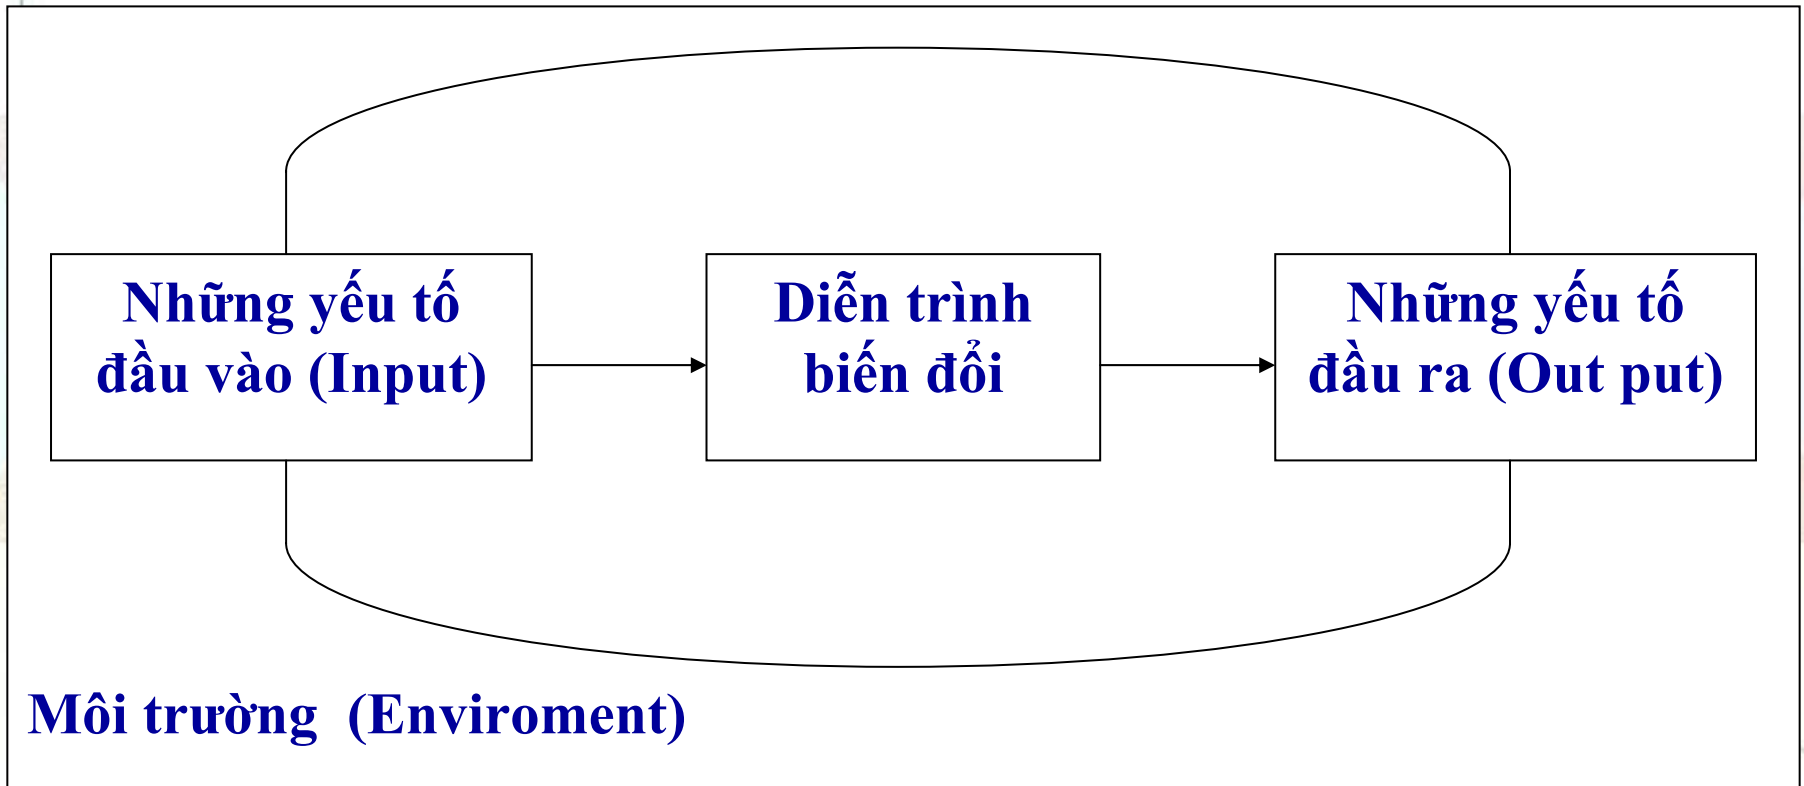 Những yếu tố
đầu vào (Input)
Diễn trình
biến đổi
Những yếu tố
đầu ra (Out put)
Môi trường  (Enviroment)